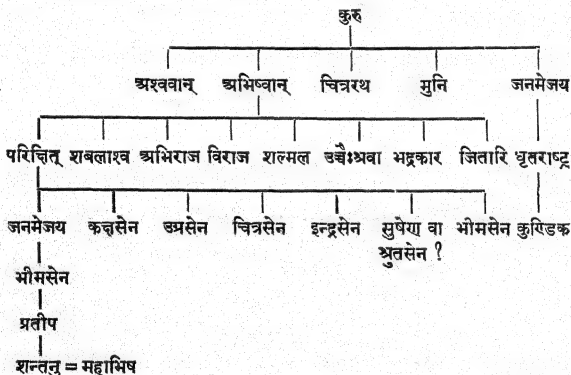 कुरु
अश्ववान् अभिष्वान् चित्ररथ मुनि जनमेजय
परिक्षित् शबलाश्व अभिराज विराज शल्मल उच्चैःश्रवा भद्रकार जितारि धृतराष्ट्र
जनमेजय कक्षसेन उग्रसेन चित्रसेन इन्द्रसेन सुषेण वा भीमसेन कुण्डिक
श्रुतसेन ?
भीमसेन
प्रतीप
शन्तनु = महाभिष